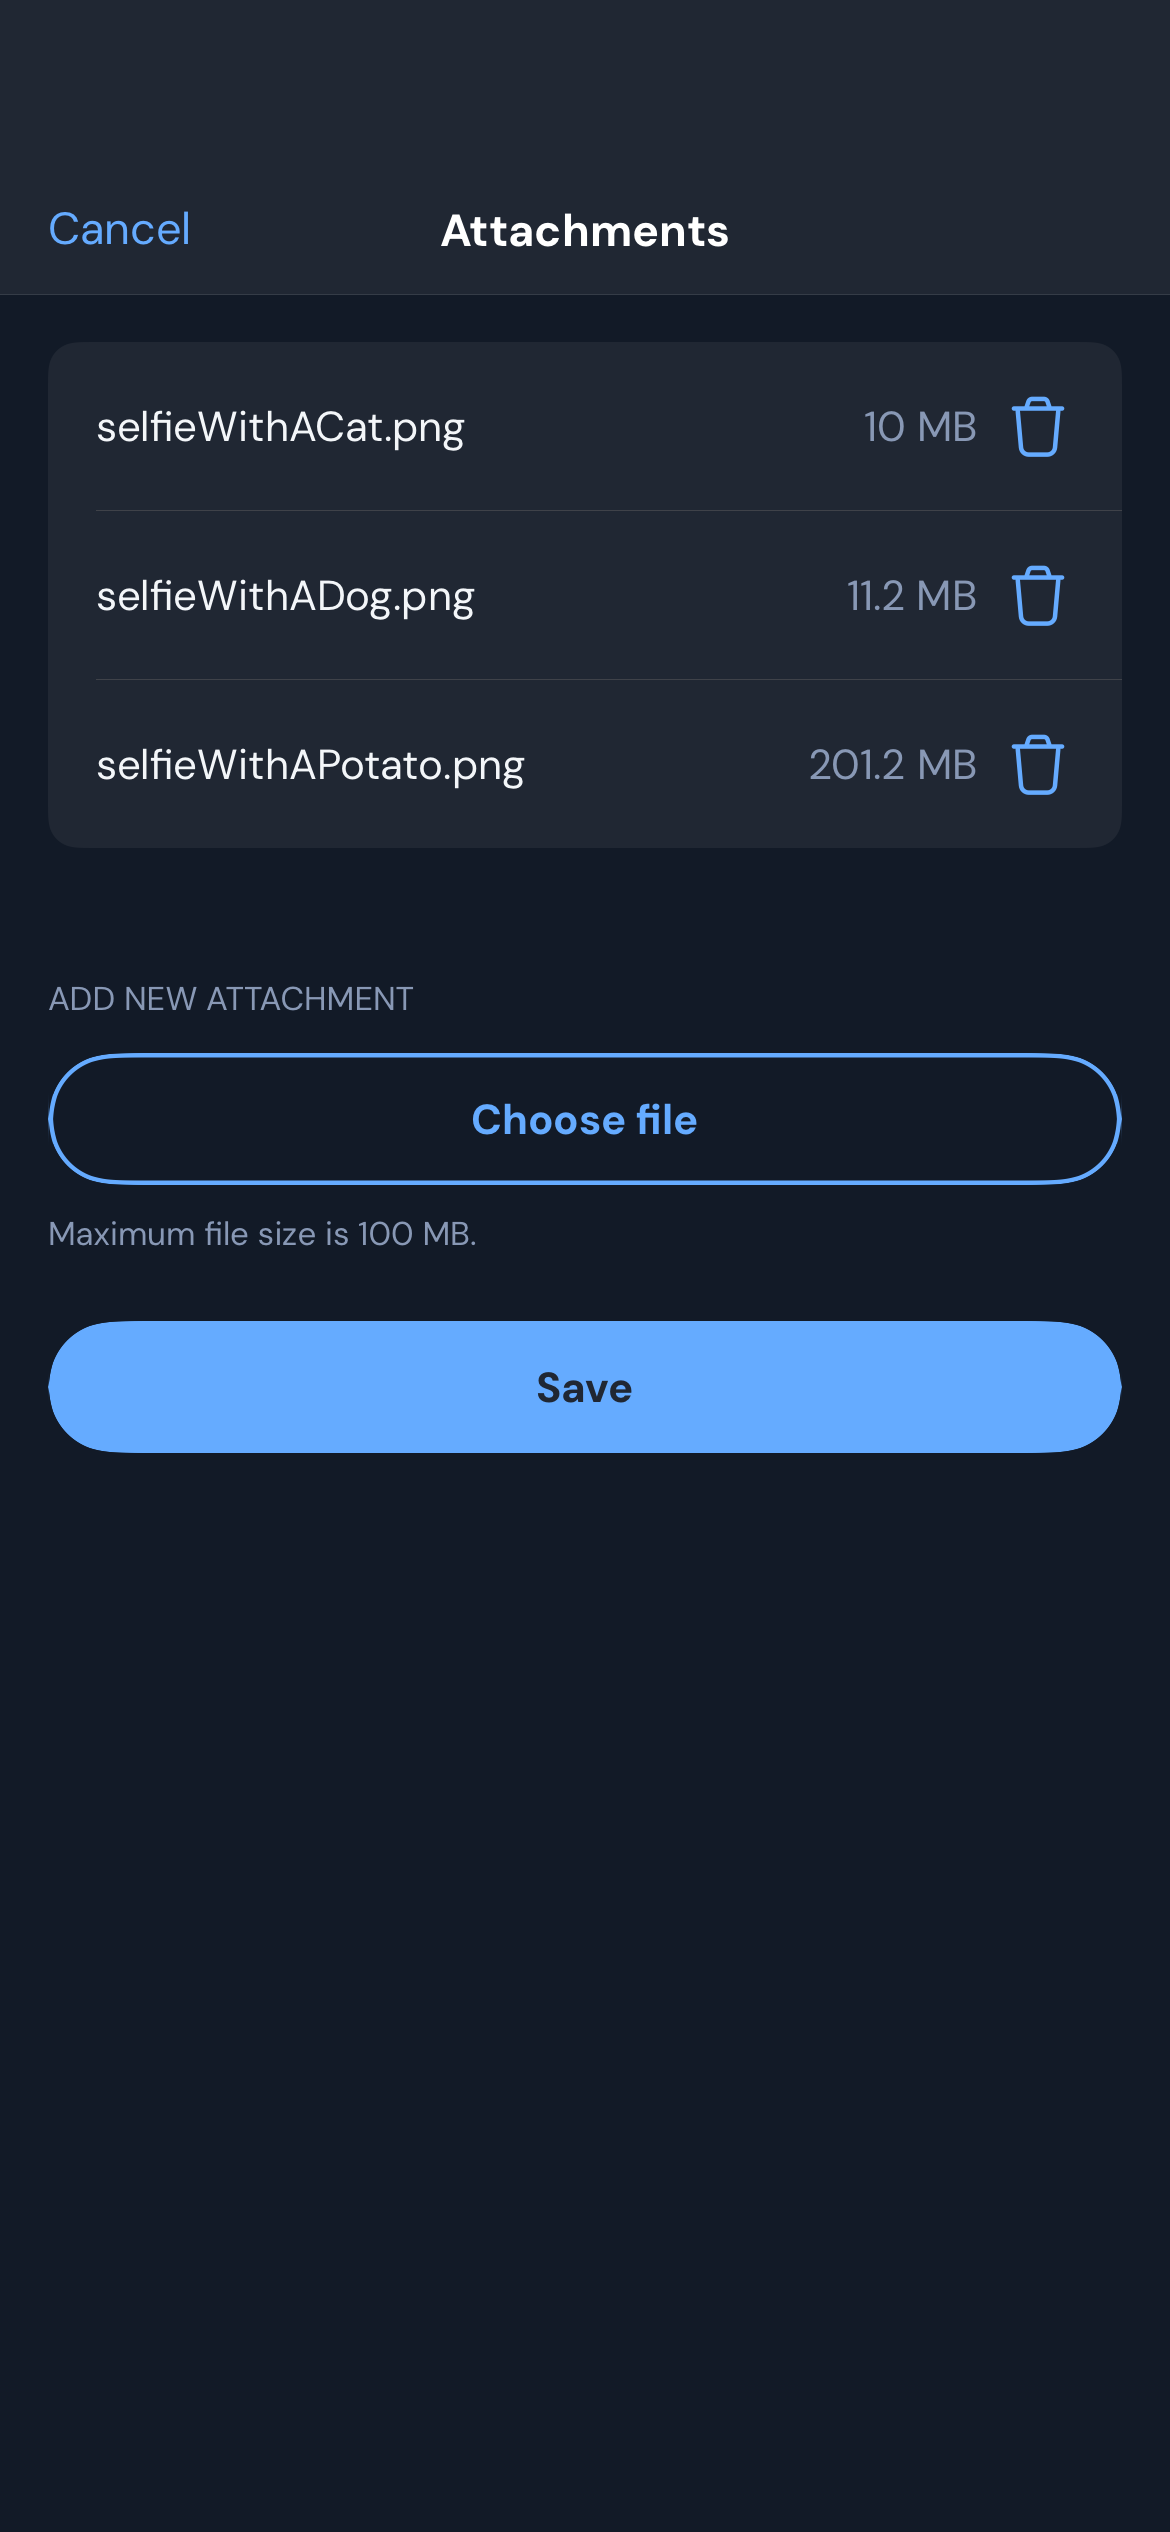 Cancel
Attachments
selfieWithACat.png 10 MB
selfieWithADog.png 11.2 MB
selfieWithAPotato.png 201.2 MB
ADD NEW ATTACHMENT
Choose file
Maximum file size is 100 MB.
Save